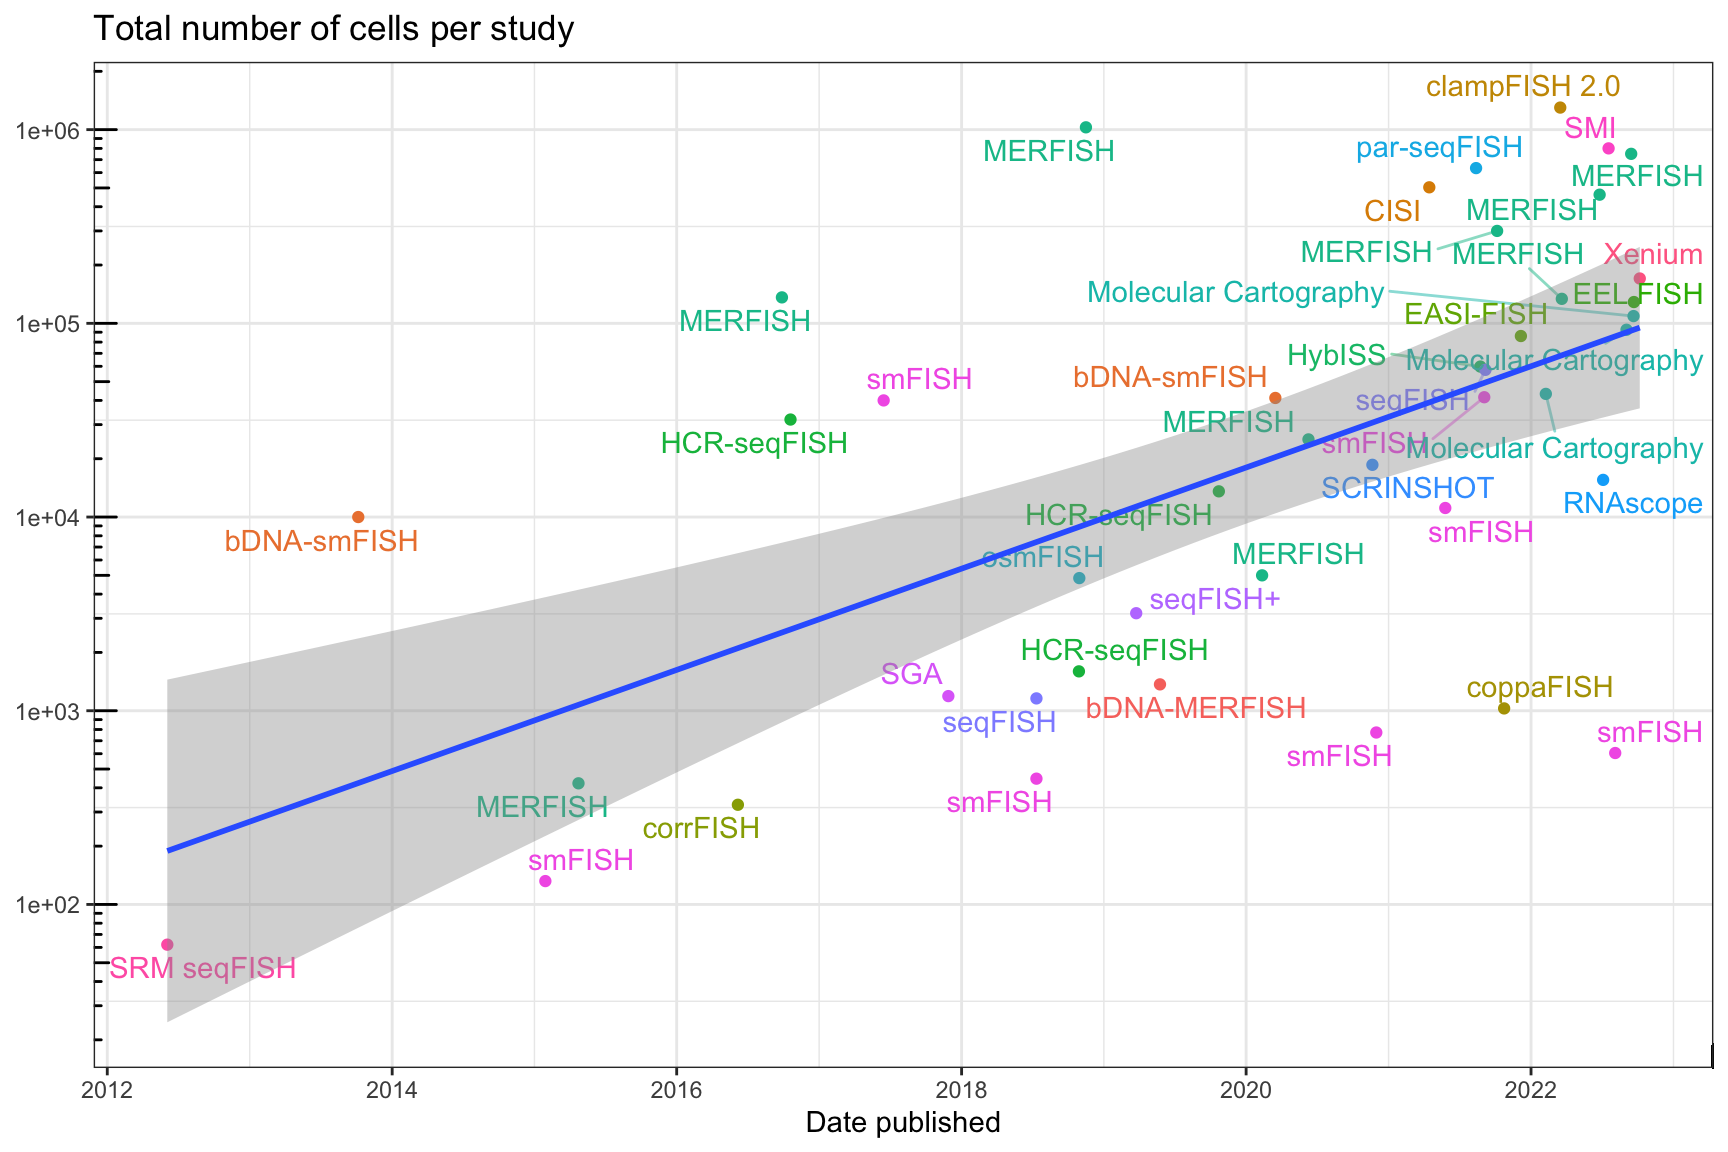 Total number of cells per study
clampFISH 2.0
1e+06
SMI
MERFISH
par-seqFISH
MERFISH
CISI
MERFISH
MERFISH
MERFISH
Xenium
Molecular Cartography
EEL FISH
MERFISH
1e+05
EASI-FISH
HybISS
Molecular Cartography
smFISH
bDNA-smFISH
seqFISH
MERFISH
HCR-seqFISH
smFISH
Molecular Cartography
SCRINSHOT
RNAscope
1e+04
HCR-seqFISH
smFISH
bDNA-smFISH
osmFISH
MERFISH
seqFISH+
HCR-seqFISH
SGA
coppaFISH
1e+03
bDNA-MERFISH
seqFISH
smFISH
smFISH
smFISH
MERFISH
corrFISH
smFISH
1e+02
SRM seqFISH
2012
2014
2016
2018
2020
2022
Date published